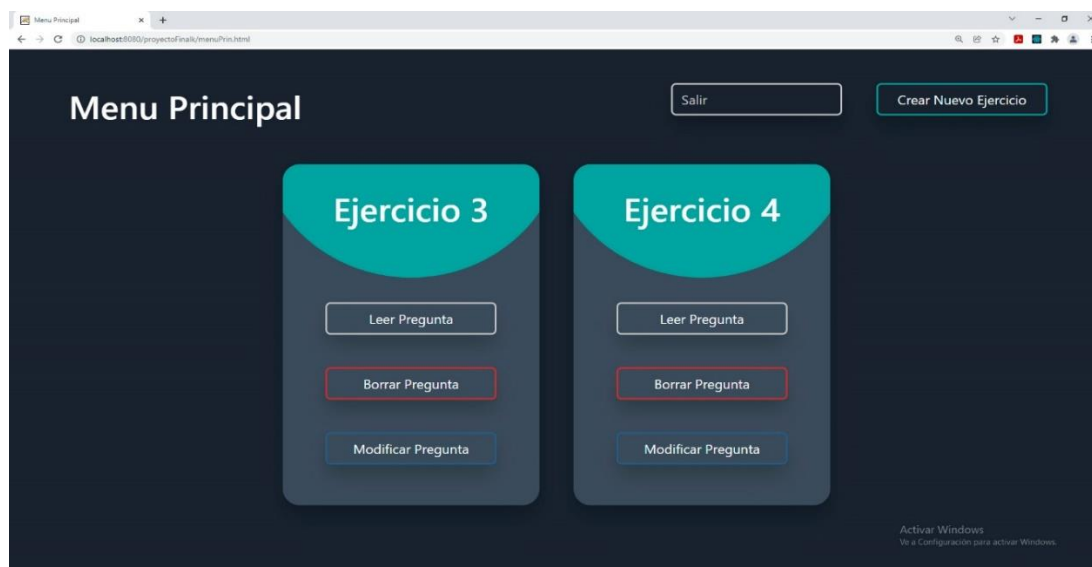 Menu Principal
localhost:8080/proyectoFinalk/menuPrin.html
Menu Principal
Salir
Crear Nuevo Ejercicio
Ejercicio 3
Ejercicio 4
Leer Pregunta
Leer Pregunta
Borrar Pregunta
Borrar Pregunta
Modificar Pregunta
Modificar Pregunta
Activar Windows
Ve a Configuración para activar Windows.